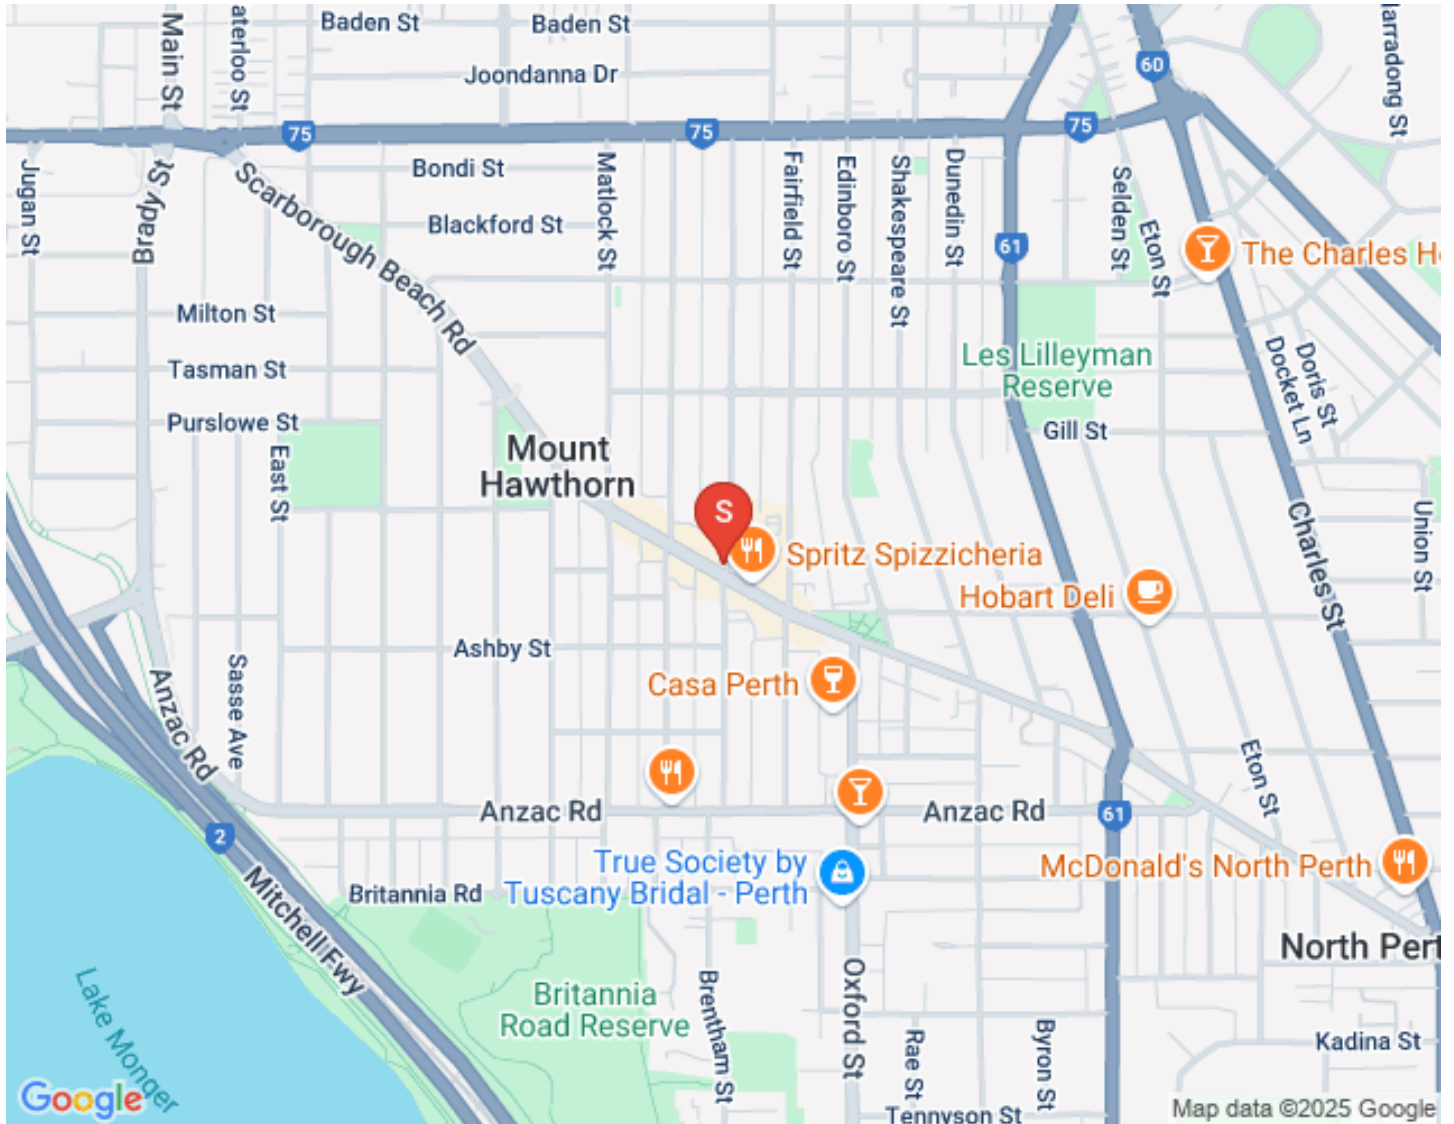 Baden St
Baden St
Main St
aterloo St
Joondanna Dr
60
arradong St
75
75
75
Jugan St
Brady St
Scarborough Beach Rd
Bondi St
Matlock St
Fairfield St
Edinboro St
Shakespeare St
Dunedin St
Selden St
Eton St
Blackford St
61
The Charles H
Milton St
Les Lilleyman
Reserve
Doris St
Docket Ln
Tasman St
Purslowe St
Gill St
East St
Mount
Hawthorn
S
Spritz Spizzicheria
Hobart Deli
Charles St
Union St
Ashby St
Sasse Ave
Casa Perth
Anzac Rd
Eton St
Anzac Rd
Anzac Rd
61
2
True Society by
Tuscany Bridal - Perth
McDonald's North Perth
Britannia Rd
Mitchell Fwy
North Pert
Lake Monger
Britannia
Road Reserve
Brentham St
Oxford St
Rae St
Byron St
Kadina St
Google
Tennyson St
Map data ©2025 Google